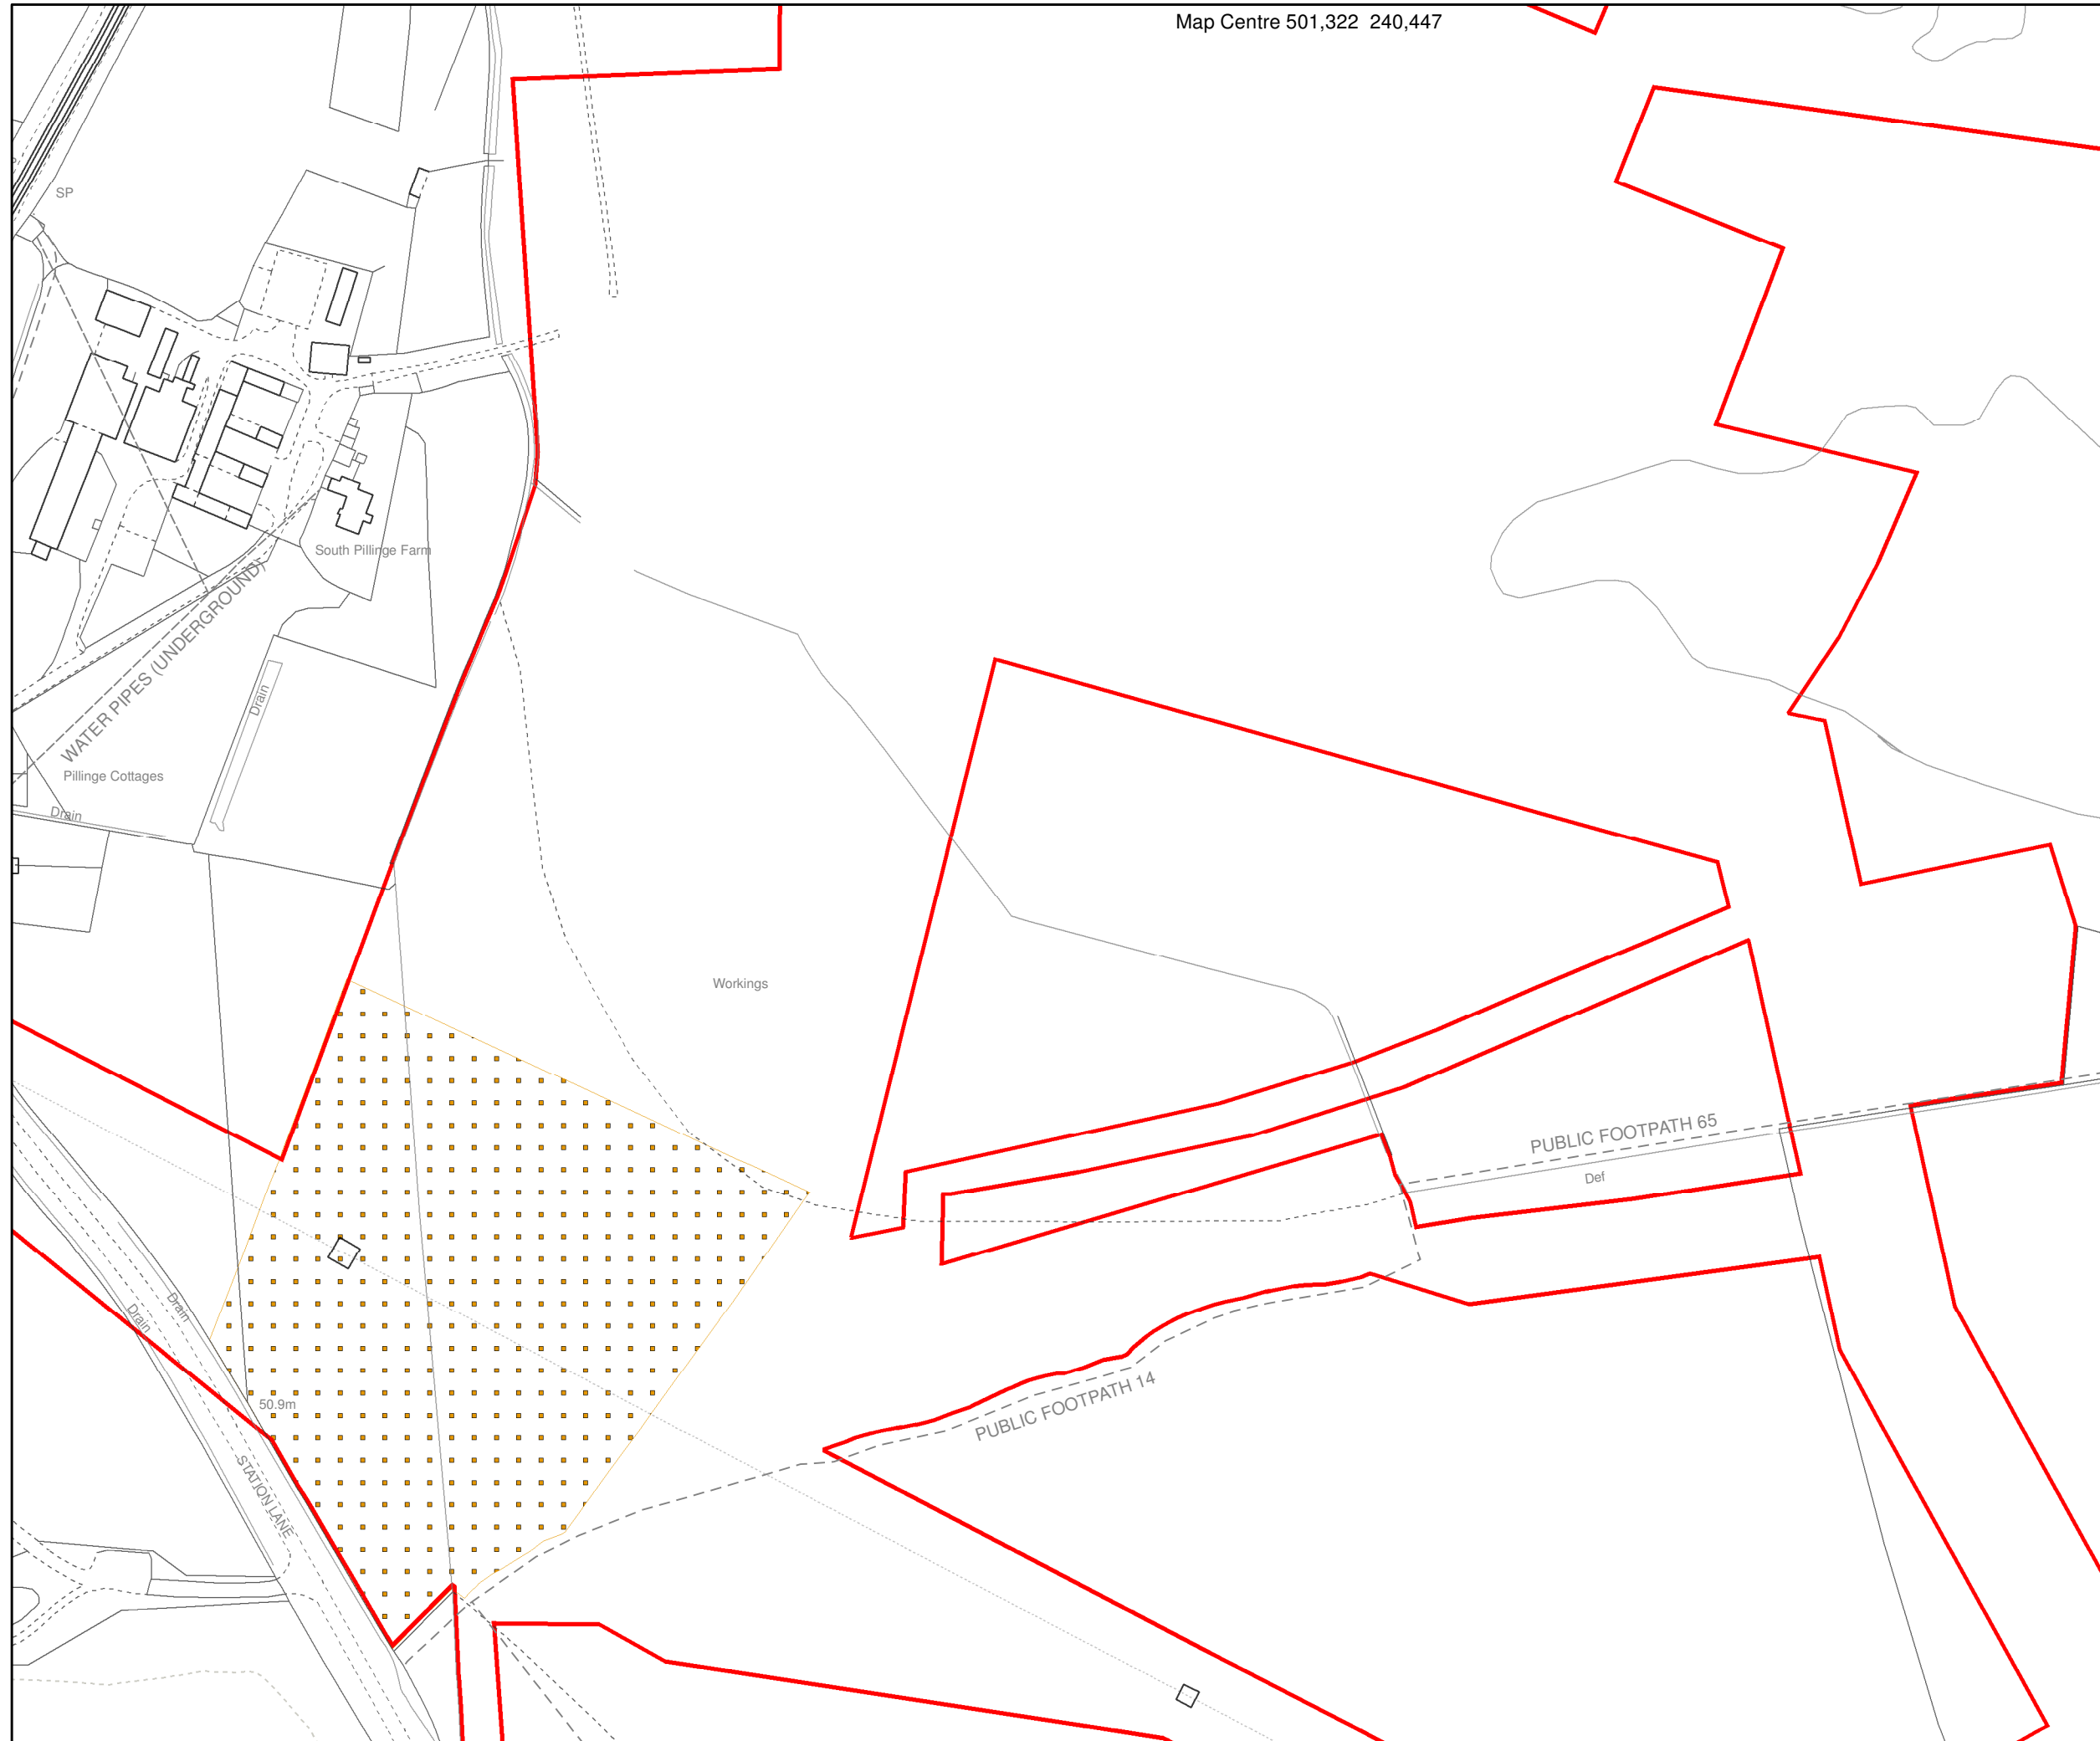 Map Centre 501,322 240,447
SP
South Pillinge Farm
WATER PIPES (UNDERGROUND)
Drain
Pillinge Cottages
Drain
Workings
PUBLIC FOOTPATH 65
Def
Drain
Drain
50.9m
PUBLIC FOOTPATH 14
STATION LANE